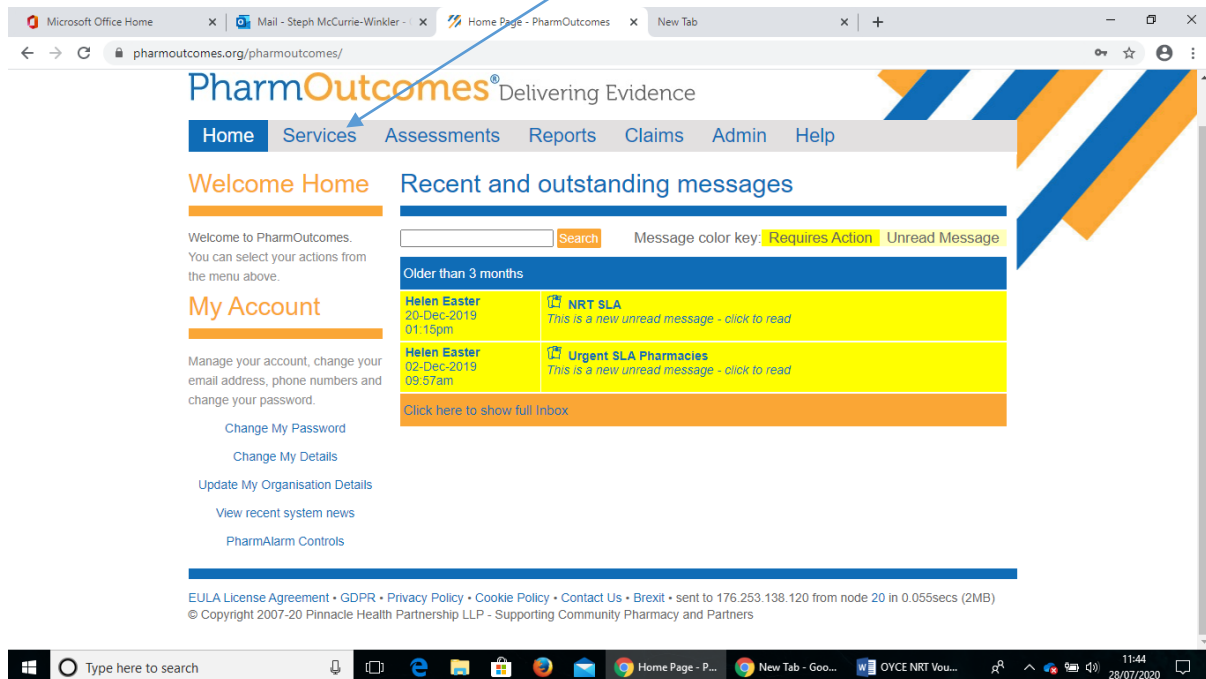 Microsoft Office Home
Mail - Steph McCurrie-Winkler -
Home Page - PharmOutcomes
New Tab
pharmoutcomes.org/pharmoutcomes/
PharmOutcomes® Delivering Evidence
Home Services Assessments Reports Claims Admin Help
Welcome Home
Welcome to PharmOutcomes.
You can select your actions from
the menu above.
My Account
Manage your account, change your
email address, phone numbers and
change your password.
Change My Password
Change My Details
Update My Organisation Details
View recent system news
PharmAlarm Controls
Recent and outstanding messages
Search Message color key: Requires Action Unread Message
Older than 3 months
Helen Easter
20-Dec-2019
01:15pm
NRT SLA
This is a new unread message - click to read
Helen Easter
02-Dec-2019
09:57am
Urgent SLA Pharmacies
This is a new unread message - click to read
Click here to show full Inbox
EULA License Agreement • GDPR • Privacy Policy • Cookie Policy • Contact Us • Brexit • sent to 176.253.138.120 from node 20 in 0.055secs (2MB)
© Copyright 2007-20 Pinnacle Health Partnership LLP - Supporting Community Pharmacy and Partners
Type here to search
Home Page - P...
New Tab - Goo...
OYCE NRT Vou...
11:44
28/07/2020